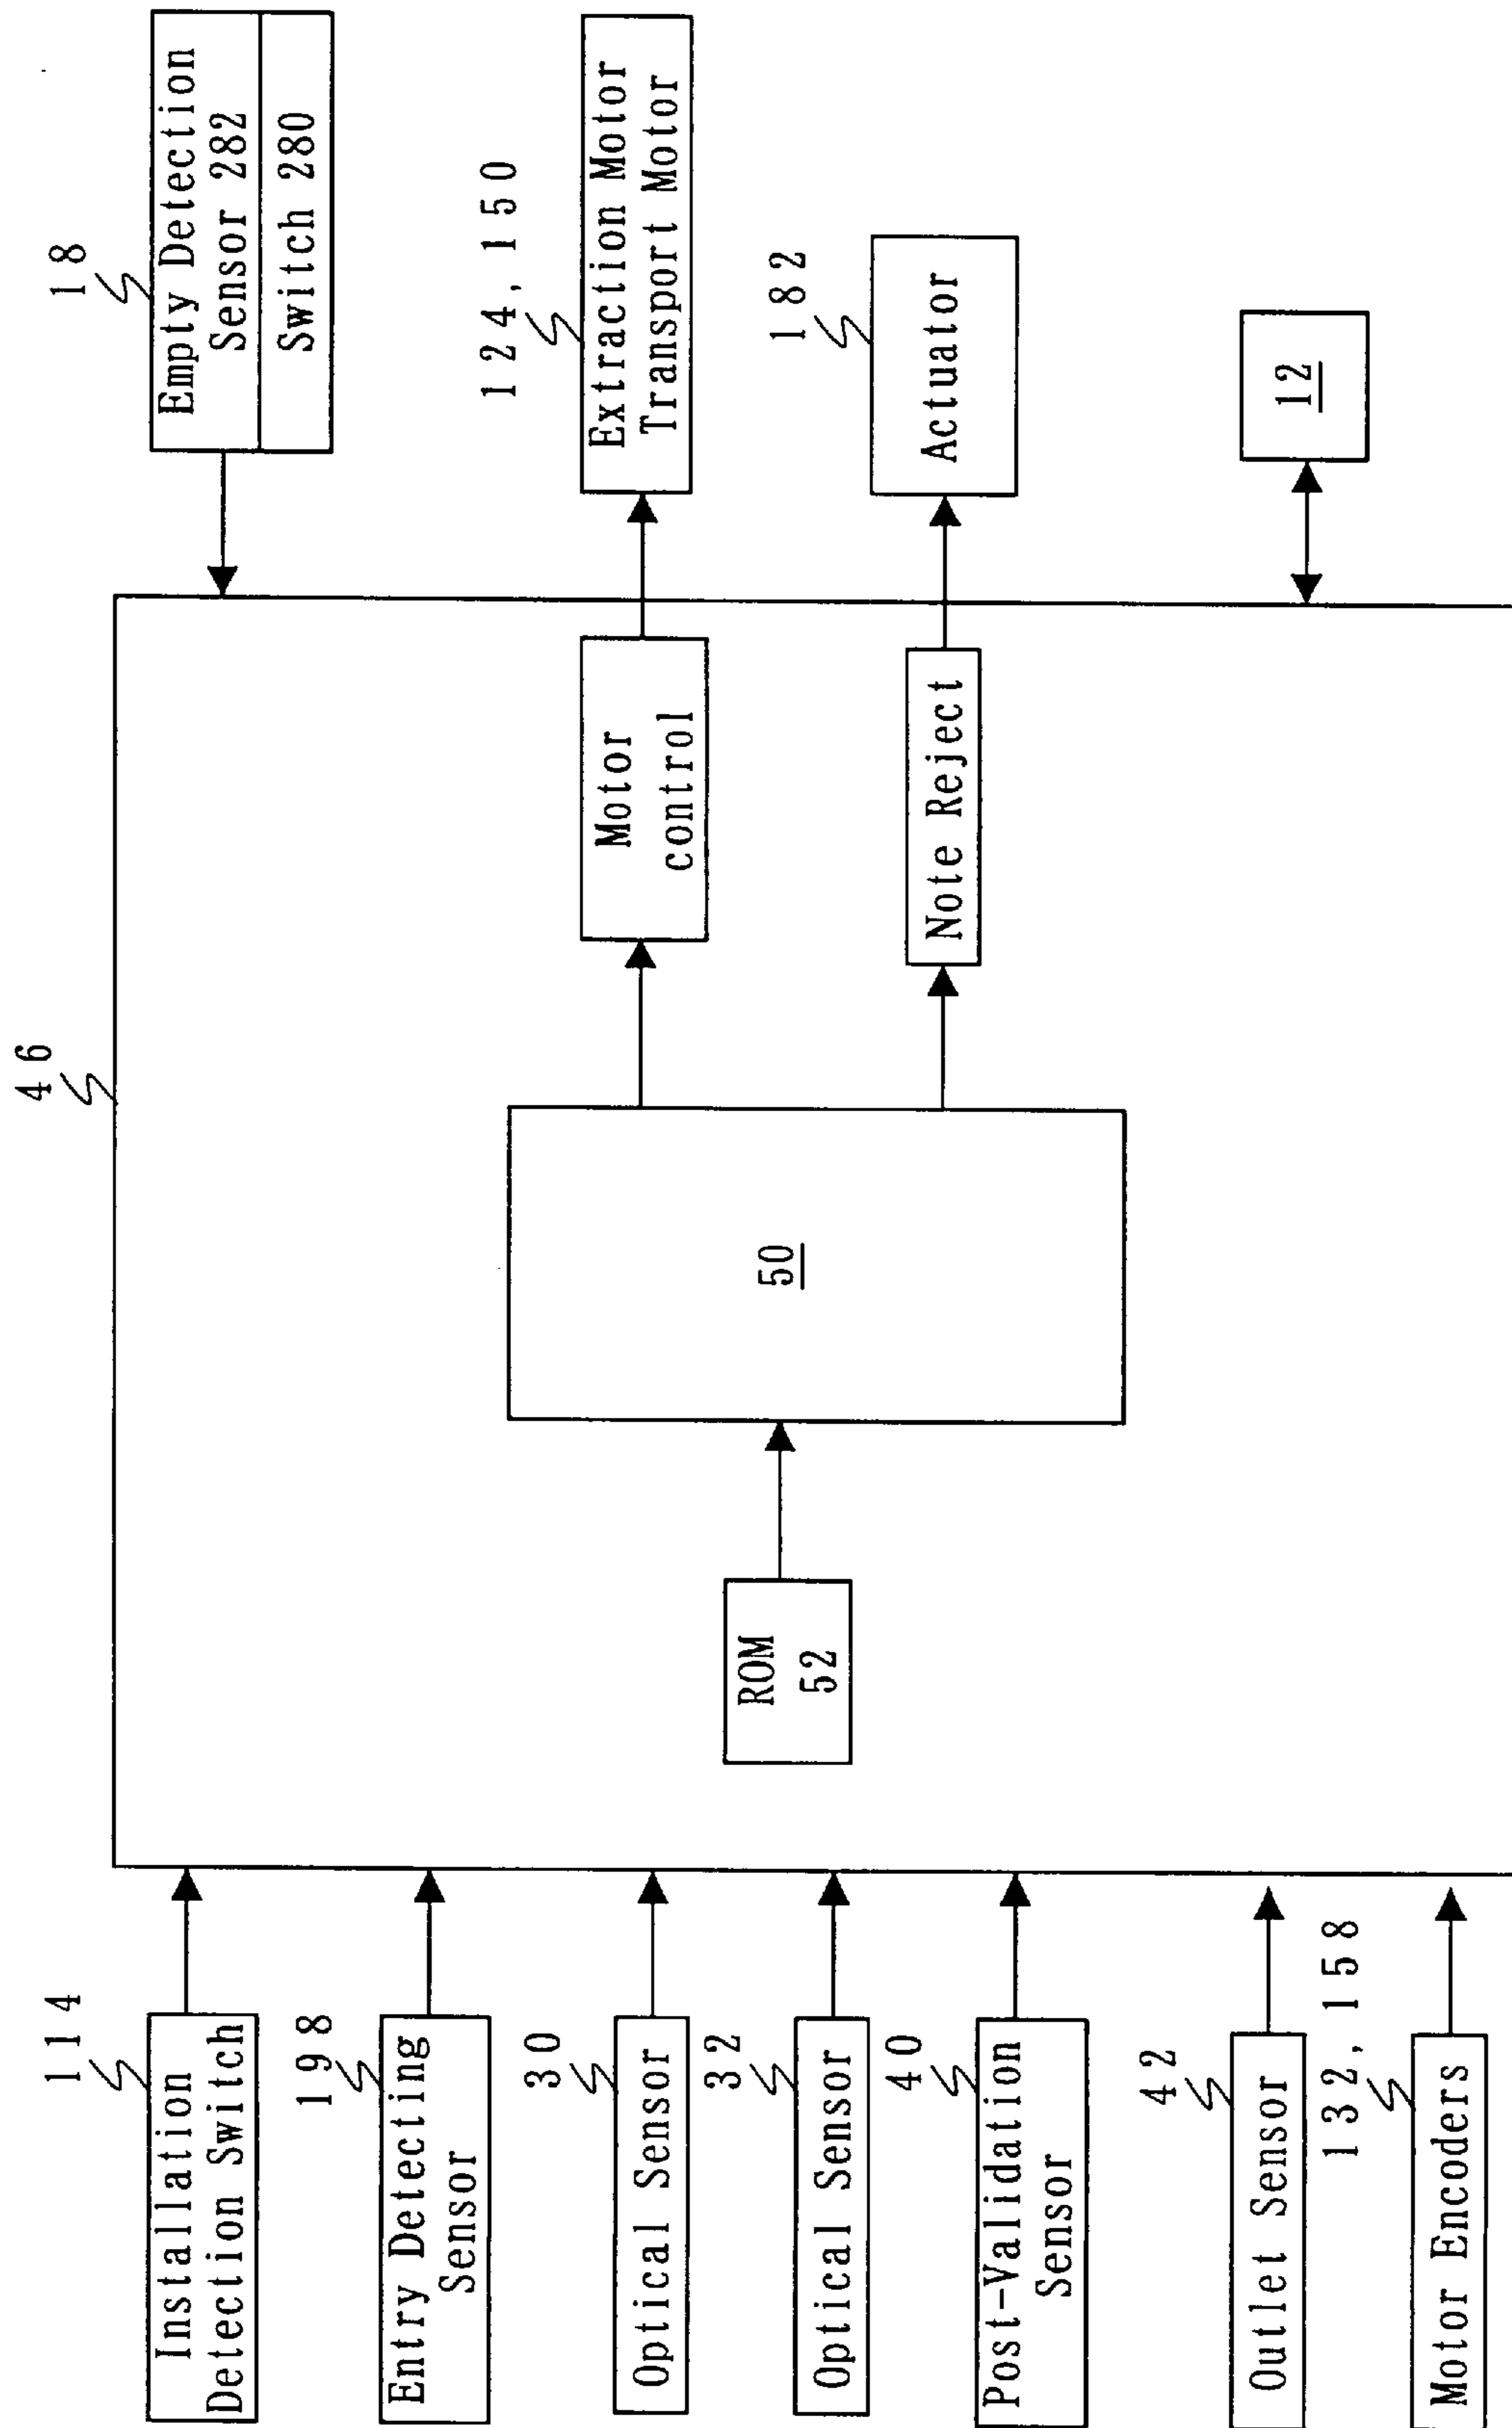 114
Installation
Detection Switch
198
Entry Detecting
Sensor
30
Optical Sensor
32
Optical Sensor
40
Post-Validation
Sensor
42
Outlet Sensor
132, 158
Motor Encoders
46
ROM
52
50
Motor
control
Note Reject
18
Empty Detection
Sensor 282
Switch 280
124, 150
Extraction Motor
Transport Motor
182
Actuator
12